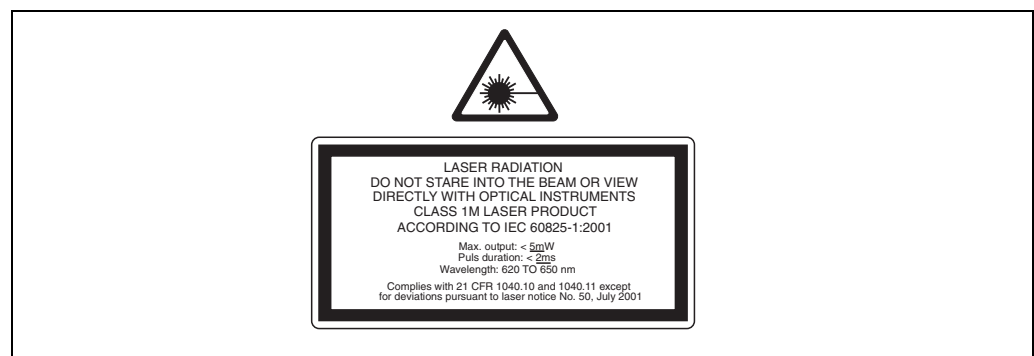 LASER RADIATION
DO NOT STARE INTO THE BEAM OR VIEW
DIRECTLY WITH OPTICAL INSTRUMENTS
CLASS 1M LASER PRODUCT
ACCORDING TO IEC 60825-1:2001
Max. output: < 5mW
Puls duration: < 2ms
Wavelength: 620 TO 650 nm
Complies with 21 CFR 1040.10 and 1040.11 except
for deviations pursuant to laser notice No. 50, July 2001